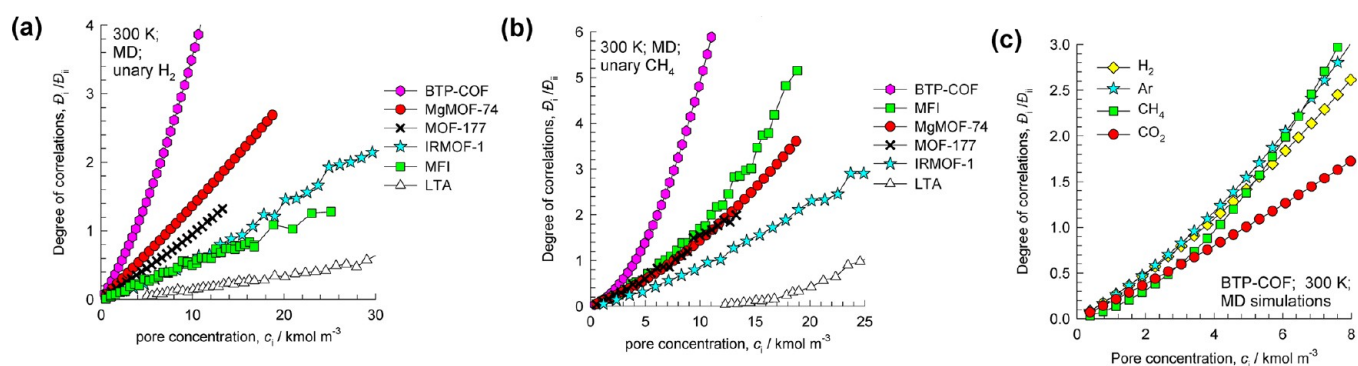 (a)
4
3
2
1
0
0
10
20
30
Degree of correlations, Đi /Đii
pore concentration, ci / kmol m-3
300 K;
MD;
unary H2
BTP-COF
MgMOF-74
MOF-177
IRMOF-1
MFI
LTA
(b)
6
5
4
3
2
1
0
0
5
10
15
20
25
Degree of correlations, Đi /Đii
pore concentration, ci / kmol m-3
300 K; MD;
unary CH4
BTP-COF
MFI
MgMOF-74
MOF-177
IRMOF-1
LTA
(c)
3.0
2.5
2.0
1.5
1.0
0.5
0.0
0
2
4
6
8
Degree of correlations, Đi /Đii
Pore concentration, ci / kmol m-3
H2
Ar
CH4
CO2
BTP-COF; 300 K;
MD simulations